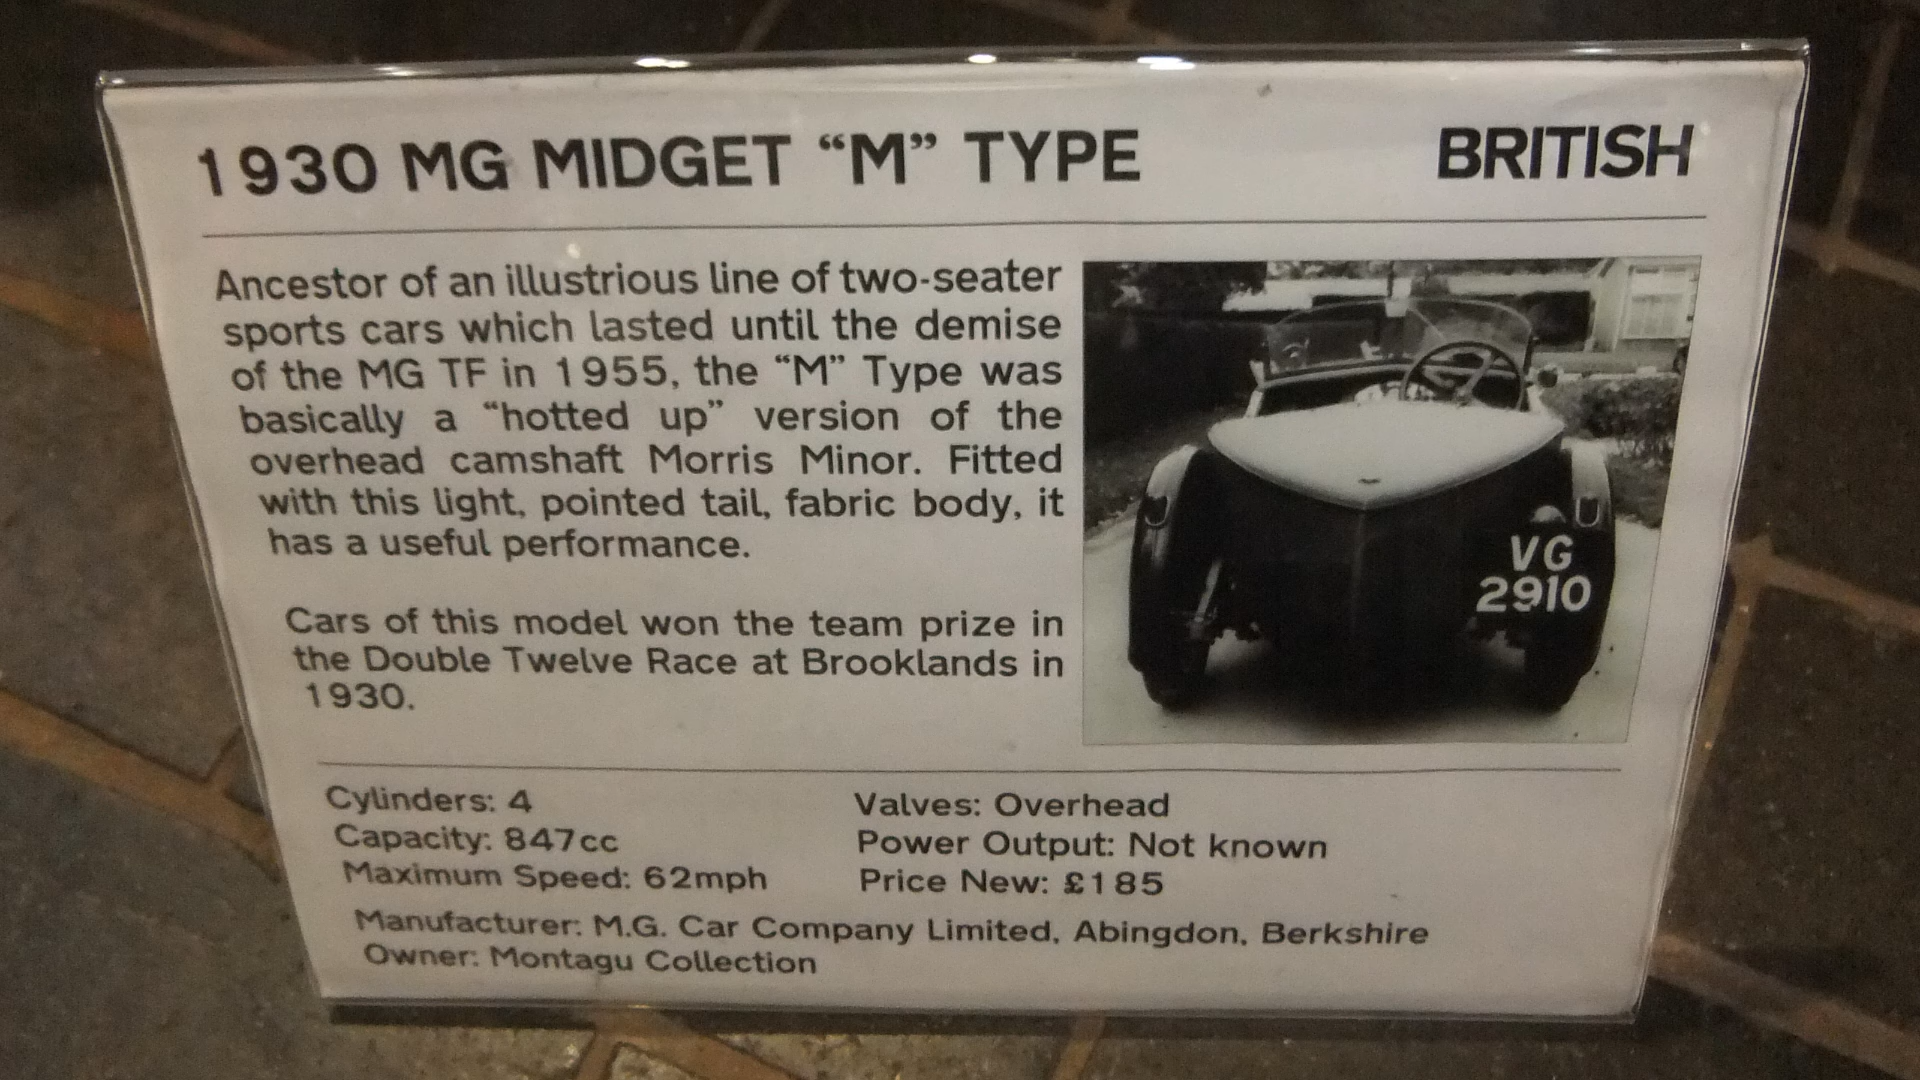 1930 MG MIDGET “M” TYPE BRITISH
Ancestor of an illustrious line of two-seater
sports cars which lasted until the demise
of the MG TF in 1955, the “M” Type was
basically a “hotted up” version of the
overhead camshaft Morris Minor. Fitted
with this light, pointed tail, fabric body, it
has a useful performance.
Cars of this model won the team prize in
the Double Twelve Race at Brooklands in
1930.
VG
2910
Cylinders: 4
Capacity: 847cc
Maximum Speed: 62mph
Valves: Overhead
Power Output: Not known
Price New: £185
Manufacturer: M.G. Car Company Limited, Abingdon, Berkshire
Owner: Montagu Collection